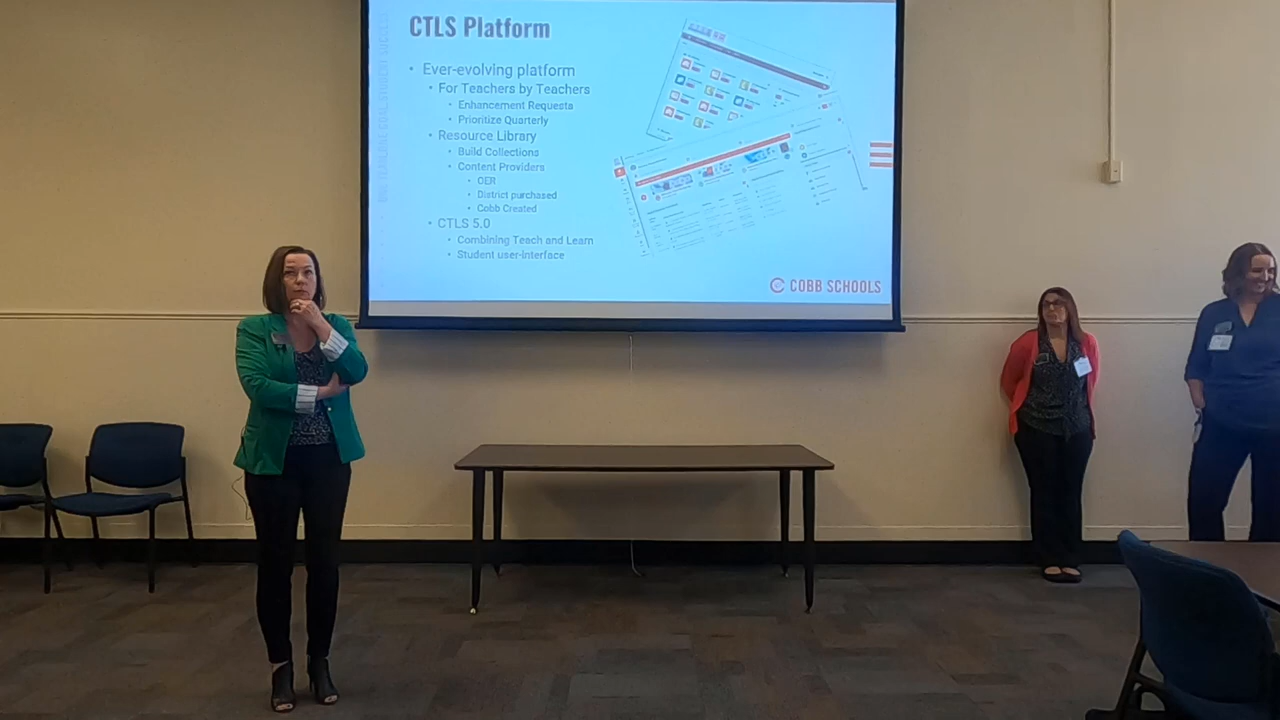 CTLS Platform
Ever-evolving platform
For Teachers by Teachers
Enhancement Requests
Prioritize Quarterly
Resource Library
Build Collections
Content Providers
OER
District purchased
Cobb Created
CTLS 5.0
Combining Teach and Learn
Student user-interface
COBB SCHOOLS